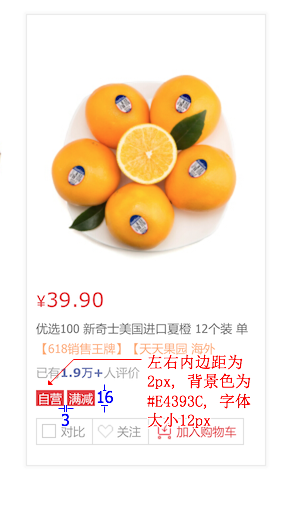 ¥39.90
优选100 新奇士美国进口夏橙 12个装 单
【618销售王牌】【天天果园 海外
已有1.9万+人评价
自营 满减
16
3
左右内边距为
2px, 背景色为
#E4393C, 字体
大小12px
对比 关注 加入购物车